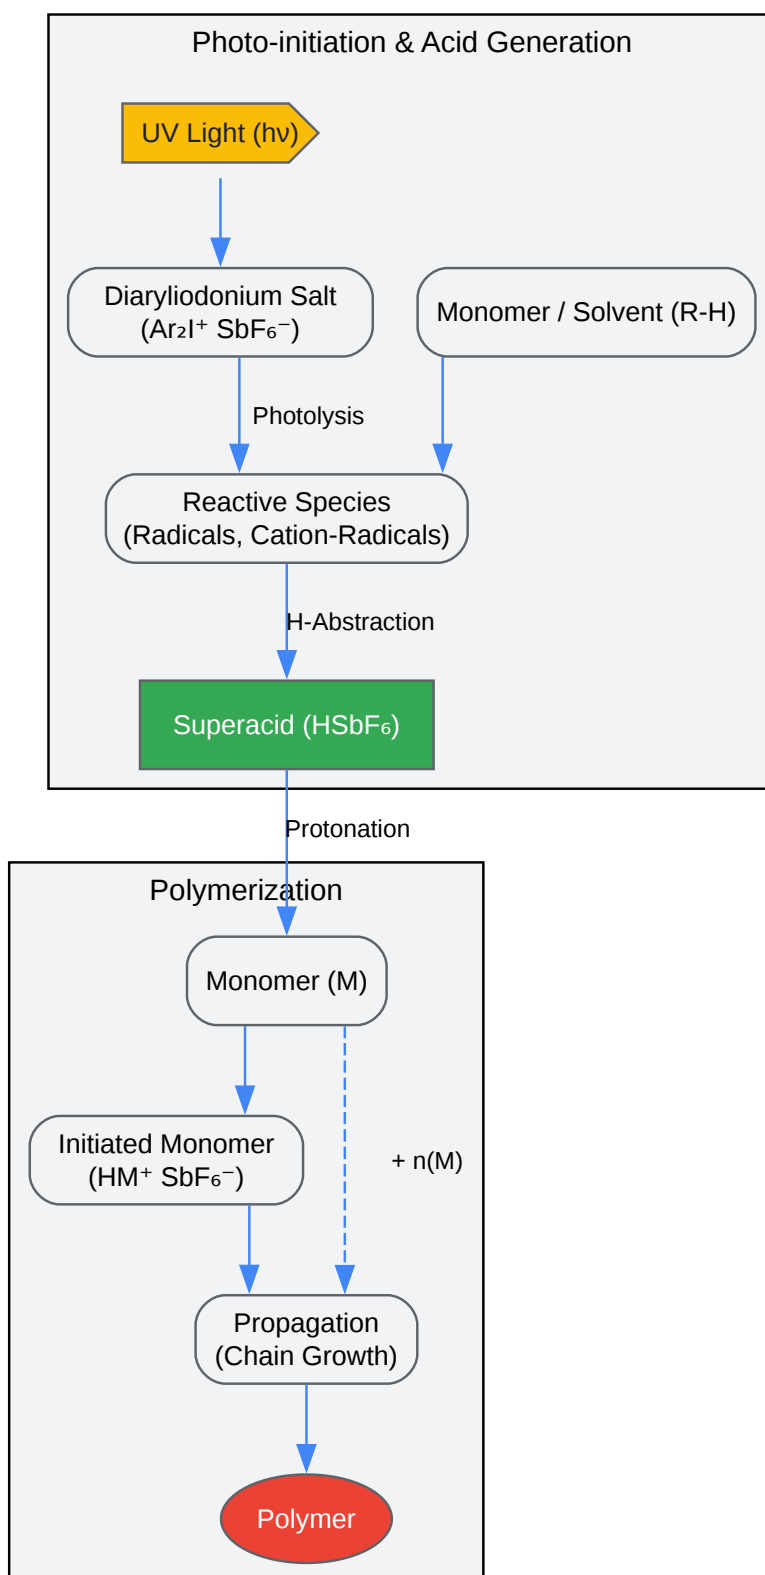 Photo-initiation & Acid Generation
UV Light (hν)
Diaryliodonium Salt
(Ar₂I⁺ SbF₆⁻)
Monomer / Solvent (R-H)
Photolysis
Reactive Species
(Radicals, Cation-Radicals)
H-Abstraction
Superacid (HSbF₆)
Protonation
Polymerization
Monomer (M)
Initiated Monomer
(HM⁺ SbF₆⁻)
+ n(M)
Propagation
(Chain Growth)
Polymer